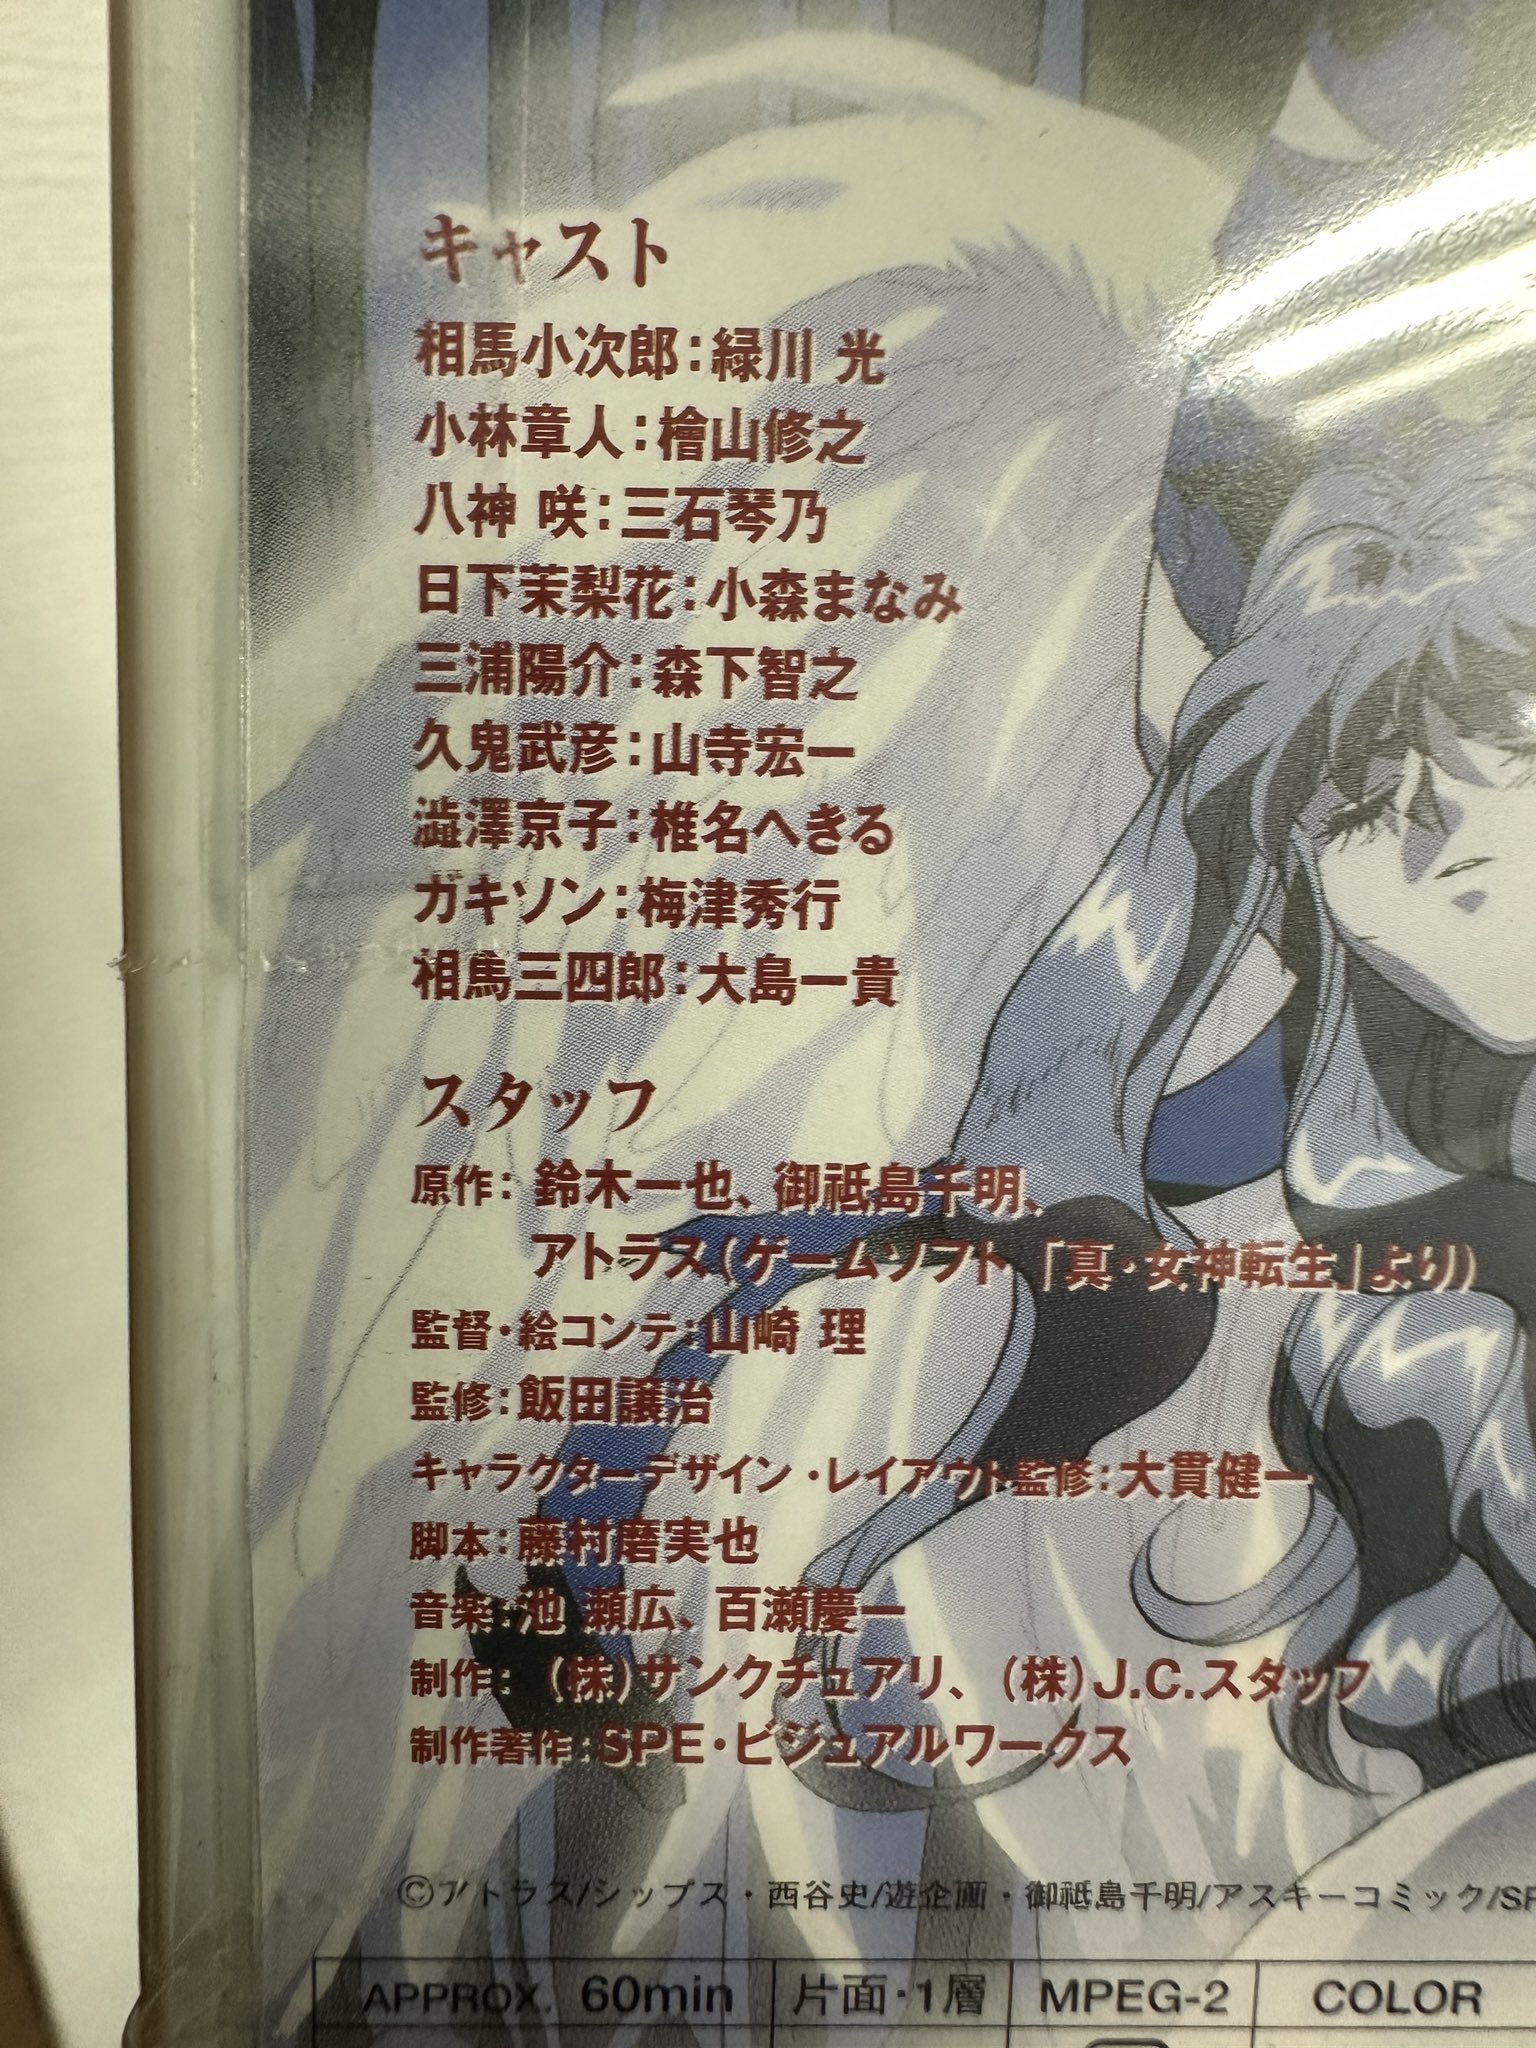 キャスト
相馬小次郎：緑川 光
小林章人：檜山修之
八神 咲：三石琴乃
日下茉梨花：小森まなみ
三浦陽介：森下智之
久鬼武彦：山寺宏一
澁澤京子：椎名へきる
ガキソン：梅津秀行
相馬三四郎：大島一貴
スタッフ
原作：鈴木一也、御祗島千明、
アトラス（ゲームソフト「真・女神転生」より）
監督・絵コンテ：山崎 理
監修：飯田譲治
キャラクターデザイン・レイアウト監修：大貫健一
脚本：藤村磨実也
音楽：池 瀬広、百瀬慶一
制作：（株）サンクチュアリ、（株）J.C.スタッフ
制作著作：SPE・ビジュアルワークス
©アトラス/シップス・西谷史/遊企画・御祗島千明/アスキーコミック/SP
APPROX. 60min 片面・1層 MPEG-2 COLOR